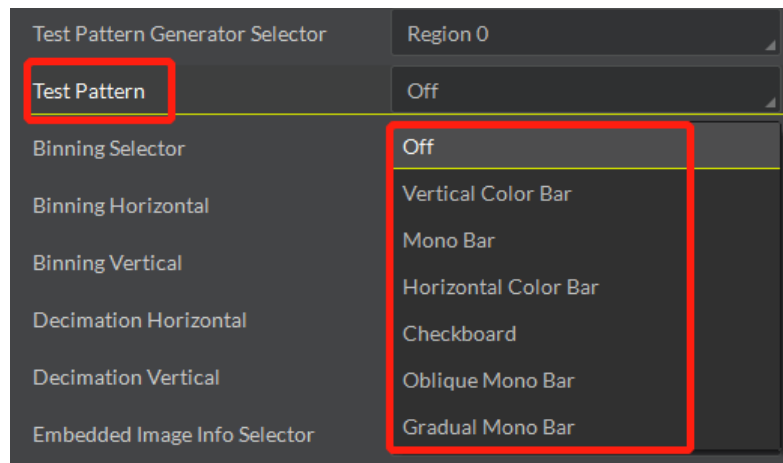 Test Pattern Generator Selector Region 0
Test Pattern Off
Binning Selector Off
Binning Horizontal Vertical Color Bar
Mono Bar
Binning Vertical
Horizontal Color Bar
Decimation Horizontal Checkboard
Decimation Vertical Oblique Mono Bar
Embedded Image Info Selector Gradual Mono Bar